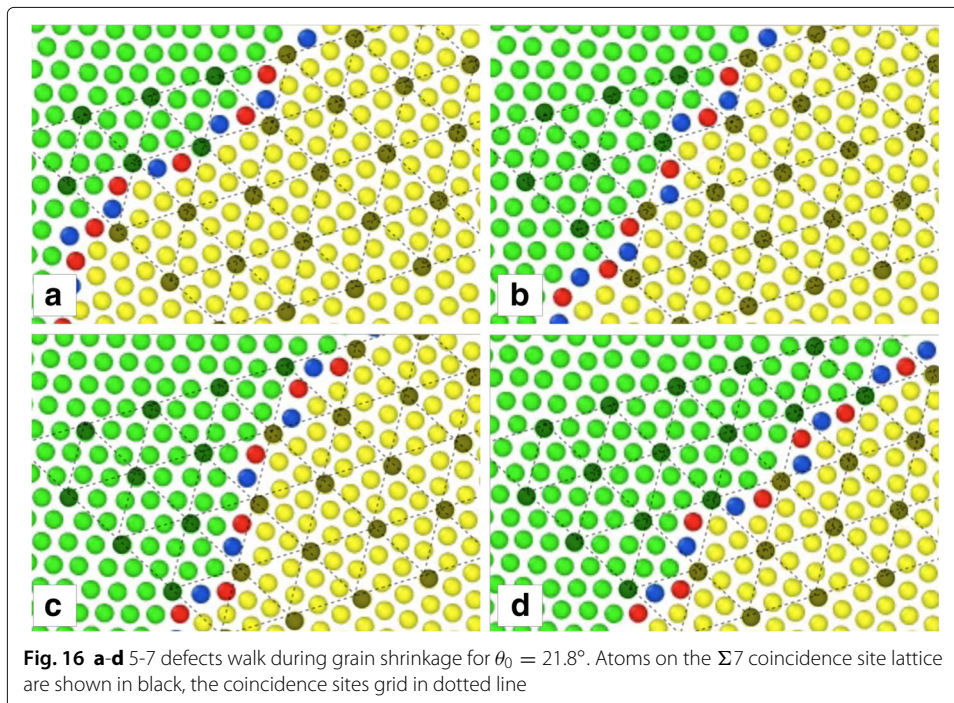 a
b
c
d
Fig. 16 a-d 5-7 defects walk during grain shrinkage for θ₀ = 21.8°. Atoms on the Σ7 coincidence site lattice
are shown in black, the coincidence sites grid in dotted line